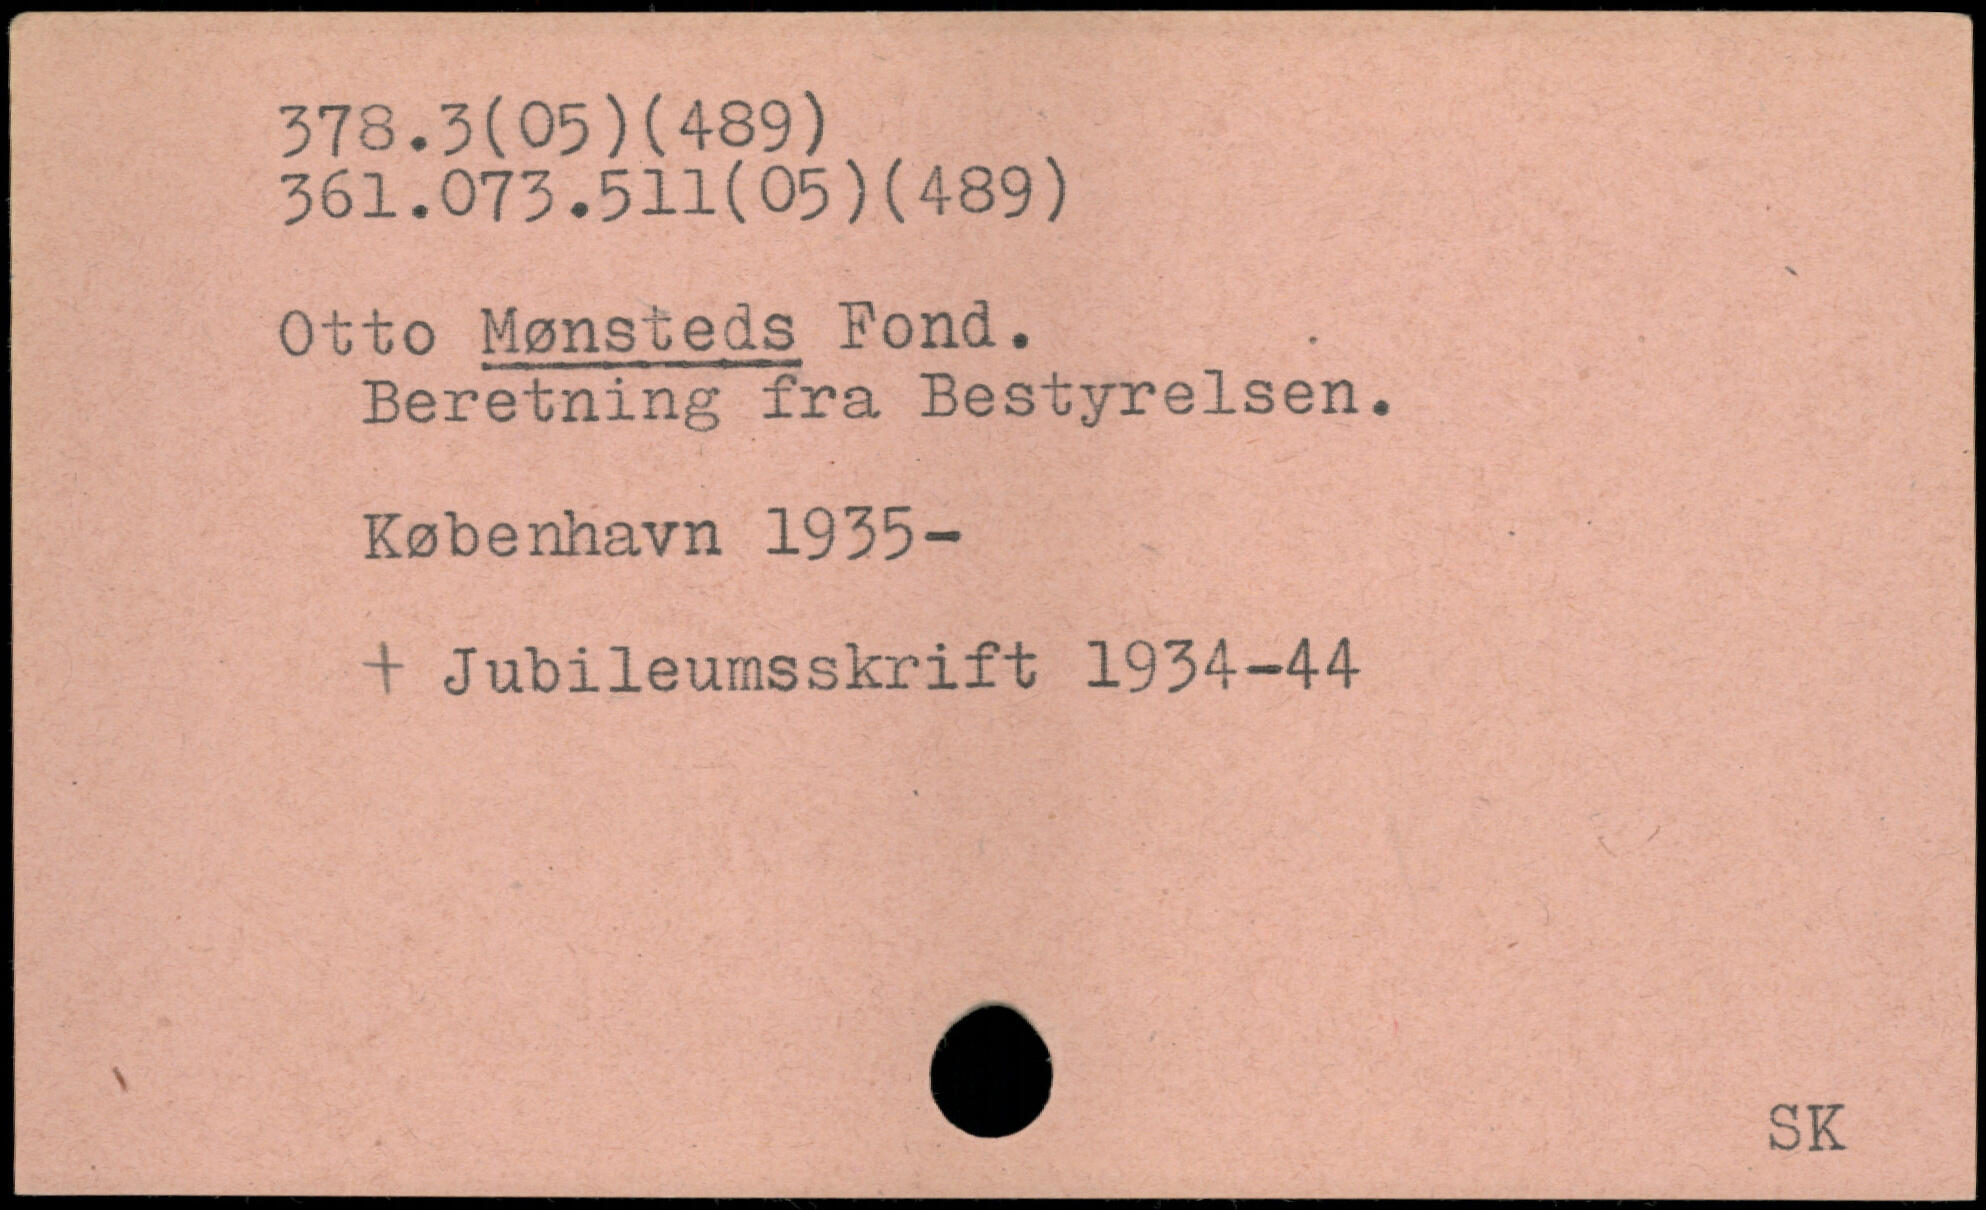 378.3(05)(489)
361.073.511(05)(489)
Otto Mønsteds Fond.
Beretning fra Bestyrelsen.
København 1935-
+ Jubileumsskrift 1934-44
SK